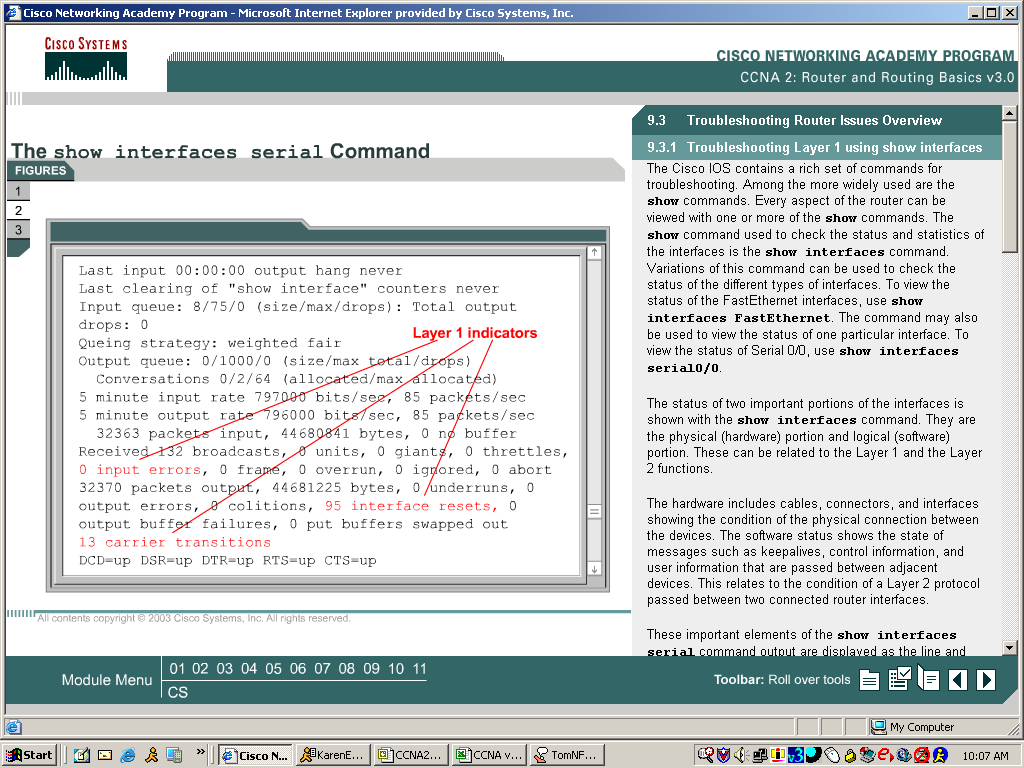 Cisco Networking Academy Program - Microsoft Internet Explorer provided by Cisco Systems, Inc.
CISCO SYSTEMS
CISCO NETWORKING ACADEMY PROGRAM
CCNA 2: Router and Routing Basics v3.0
The show interfaces serial Command
FIGURES
1
2
3
Last input 00:00:00 output hang never
Last clearing of "show interface" counters never
Input queue: 8/75/0 (size/max/drops): Total output
drops: 0
Layer 1 indicators
Queing strategy: weighted fair
Output queue: 0/1000/0 (size/max total/drops)
Conversations 0/2/64 (allocated/max allocated)
5 minute input rate 797000 bits/sec, 85 packets/sec
5 minute output rate 796000 bits/sec, 85 packets/sec
32363 packets input, 44680841 bytes, 0 no buffer
Received 132 broadcasts, 0 units, 0 giants, 0 throttles,
0 input errors, 0 frame, 0 overrun, 0 ignored, 0 abort
32370 packets output, 44681225 bytes, 0 underruns, 0
output errors, 0 colitions, 95 interface resets, 0
output buffer failures, 0 put buffers swapped out
13 carrier transitions
DCD=up DSR=up DTR=up RTS=up CTS=up
All contents copyright © 2003 Cisco Systems, Inc. All rights reserved.
9.3 Troubleshooting Router Issues Overview
9.3.1 Troubleshooting Layer 1 using show interfaces
The Cisco IOS contains a rich set of commands for
troubleshooting. Among the more widely used are the
show commands. Every aspect of the router can be
viewed with one or more of the show commands. The
show command used to check the status and statistics of
the interfaces is the show interfaces command.
Variations of this command can be used to check the
status of the different types of interfaces. To view the
status of the FastEthernet interfaces, use show
interfaces FastEthernet. The command may also
be used to view the status of one particular interface. To
view the status of Serial 0/0, use show interfaces
serial0/0.
The status of two important portions of the interfaces is
shown with the show interfaces command. They are
the physical (hardware) portion and logical (software)
portion. These can be related to the Layer 1 and the Layer
2 functions.
The hardware includes cables, connectors, and interfaces
showing the condition of the physical connection between
the devices. The software status shows the state of
messages such as keepalives, control information, and
user information that are passed between adjacent
devices. This relates to the condition of a Layer 2 protocol
passed between two connected router interfaces.
These important elements of the show interfaces
serial command output are displayed as the line and
Module Menu
01 02 03 04 05 06 07 08 09 10 11
CS
Toolbar: Roll over tools
My Computer
Start
»
Cisco N...
KarenE...
CCNA2...
CCNA v...
TomNF...
10:07 AM